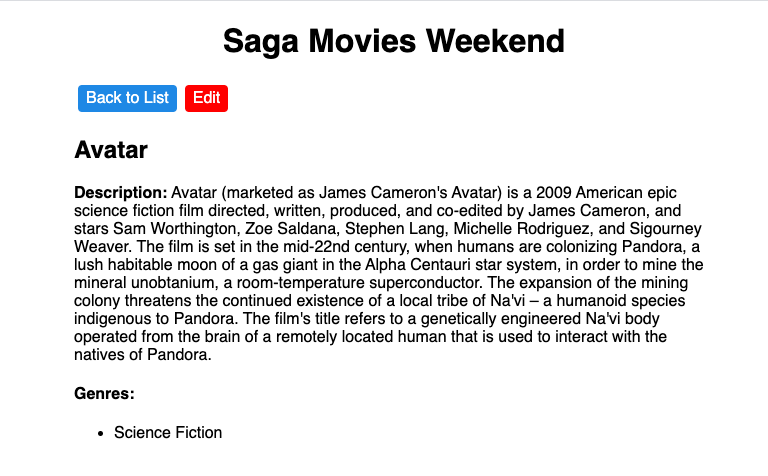 Saga Movies Weekend
Back to List Edit
Avatar
Description: Avatar (marketed as James Cameron's Avatar) is a 2009 American epic
science fiction film directed, written, produced, and co-edited by James Cameron, and
stars Sam Worthington, Zoe Saldana, Stephen Lang, Michelle Rodriguez, and Sigourney
Weaver. The film is set in the mid-22nd century, when humans are colonizing Pandora, a
lush habitable moon of a gas giant in the Alpha Centauri star system, in order to mine the
mineral unobtanium, a room-temperature superconductor. The expansion of the mining
colony threatens the continued existence of a local tribe of Na'vi – a humanoid species
indigenous to Pandora. The film's title refers to a genetically engineered Na'vi body
operated from the brain of a remotely located human that is used to interact with the
natives of Pandora.
Genres:
• Science Fiction